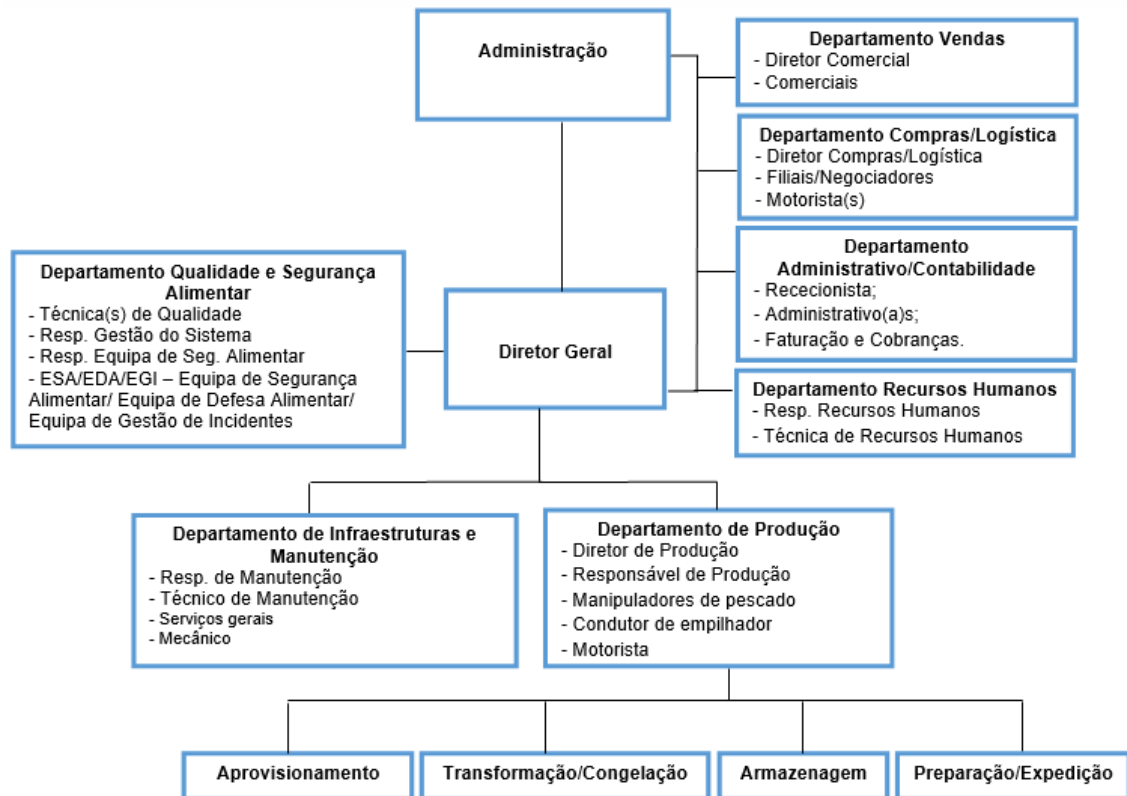 Administração
Departamento Vendas
- Diretor Comercial
- Comerciais
Departamento Compras/Logística
- Diretor Compras/Logística
- Filiais/Negociadores
- Motorista(s)
Departamento
Administrativo/Contabilidade
- Rececionista;
- Administrativo(a)s;
- Faturação e Cobranças.
Departamento Recursos Humanos
- Resp. Recursos Humanos
- Técnica de Recursos Humanos
Departamento Qualidade e Segurança
Alimentar
- Técnica(s) de Qualidade
- Resp. Gestão do Sistema
- Resp. Equipa de Seg. Alimentar
- ESA/EDA/EGI – Equipa de Segurança
Alimentar/ Equipa de Defesa Alimentar/
Equipa de Gestão de Incidentes
Diretor Geral
Departamento de Infraestruturas e
Manutenção
- Resp. de Manutenção
- Técnico de Manutenção
- Serviços gerais
- Mecânico
Departamento de Produção
- Diretor de Produção
- Responsável de Produção
- Manipuladores de pescado
- Condutor de empilhador
- Motorista
Aprovisionamento
Transformação/Congelação
Armazenagem
Preparação/Expedição